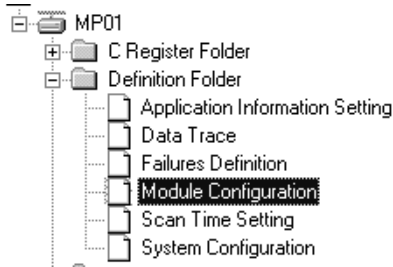 MP01
C Register Folder
Definition Folder
Application Information Setting
Data Trace
Failures Definition
Module Configuration
Scan Time Setting
System Configuration